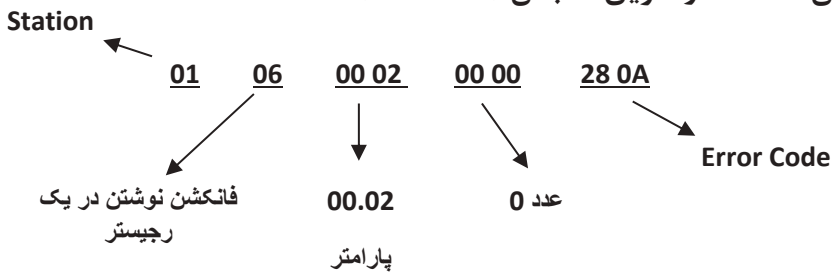 Station
01 06 00 02 00 00 28 0A
Error Code
فانکشن نوشتن در یک
رجیستر
00.02
پارامتر
عدد 0